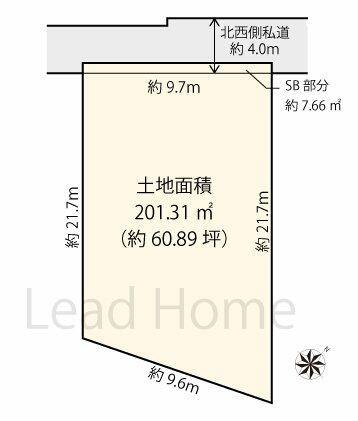 北西側私道
約 4.0m
SB 部分
約 7.66 ㎡
約 9.7m
土地面積
201.31 ㎡
（約 60.89 坪）
約 21.7m
約 21.7m
Lead Home
約 9.6m
N